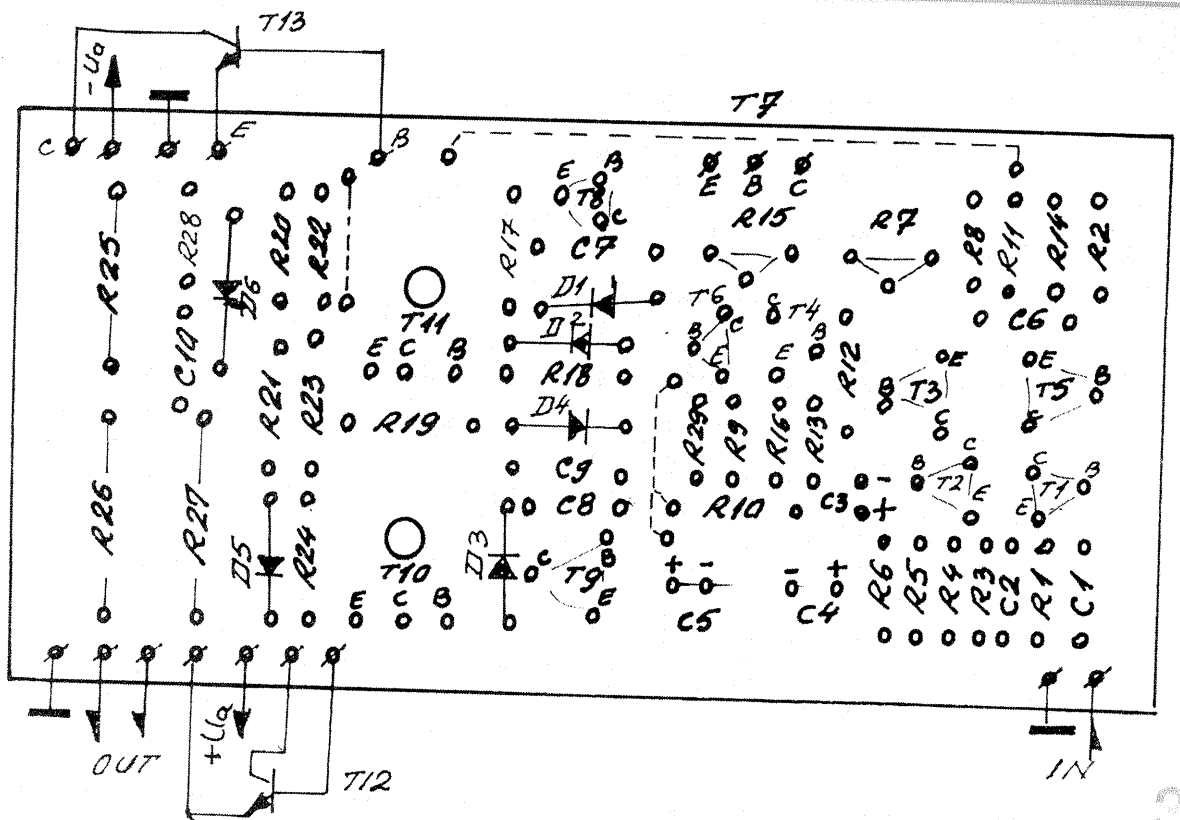 T13
-Ua
T7
C E B
E B T8 C
E B C
R25 R28 R20 R22 R17 C7 R15 R7 R8 R11 R14 R2
D6 D1 T6 C T4 C6
T11 D2 B C E E B R12
E C B R18 T3 E B C E T5 B C
C10 R21 R23 R19 D4 R29 R9 R16 R13
C9 B C T2 E C B T1 E
R26 R27 C8 R10 C3 - +
D5 R24 T10 D3 C T9 B E + - - +
E C B C5 C4 R6 R5 R4 R3 C2 R1 C1
OUT +Ua T12 IN